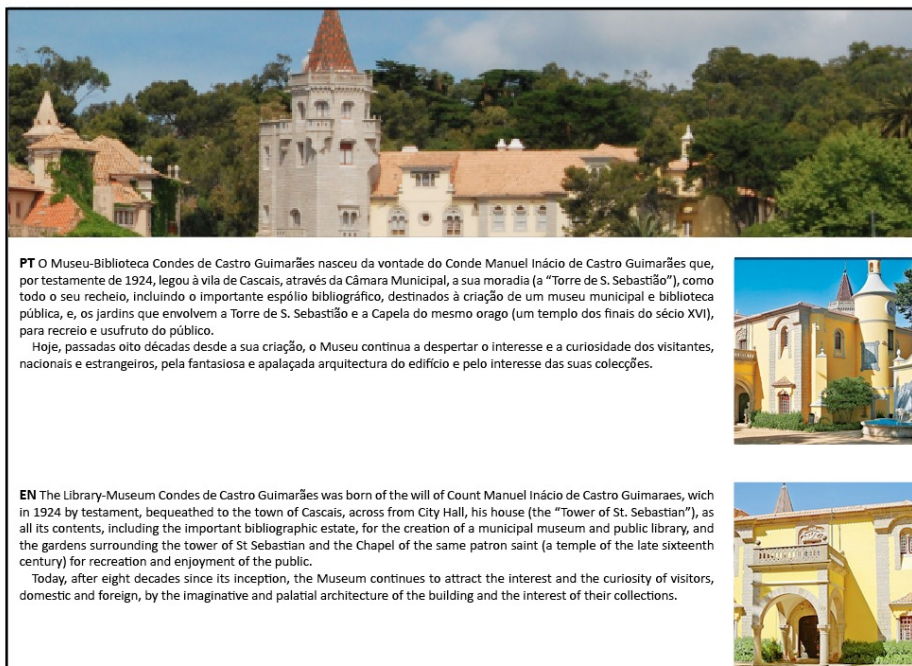 PT O Museu-Biblioteca Condes de Castro Guimarães nasceu da vontade do Conde Manuel Inácio de Castro Guimarães que,
por testamente de 1924, legou à vila de Cascais, através da Câmara Municipal, a sua moradia (a “Torre de S. Sebastião”), como
todo o seu recheio, incluindo o importante espólio bibliográfico, destinados à criação de um museu municipal e biblioteca
pública, e, os jardins que envolvem a Torre de S. Sebastião e a Capela do mesmo orago (um templo dos finais do sécio XVI),
para recreio e usufruto do público.
Hoje, passadas oito décadas desde a sua criação, o Museu continua a despertar o interesse e a curiosidade dos visitantes,
nacionais e estrangeiros, pela fantasiosa e apalaçada arquitectura do edifício e pelo interesse das suas colecções.
EN The Library-Museum Condes de Castro Guimarães was born of the will of Count Manuel Inácio de Castro Guimaraes, wich
in 1924 by testament, bequeathed to the town of Cascais, across from City Hall, his house (the “Tower of St. Sebastian”), as
all its contents, including the important bibliographic estate, for the creation of a municipal museum and public library, and
the gardens surrounding the tower of St Sebastian and the Chapel of the same patron saint (a temple of the late sixteenth
century) for recreation and enjoyment of the public.
Today, after eight decades since its inception, the Museum continues to attract the interest and the curiosity of visitors,
domestic and foreign, by the imaginative and palatial architecture of the building and the interest of their collections.